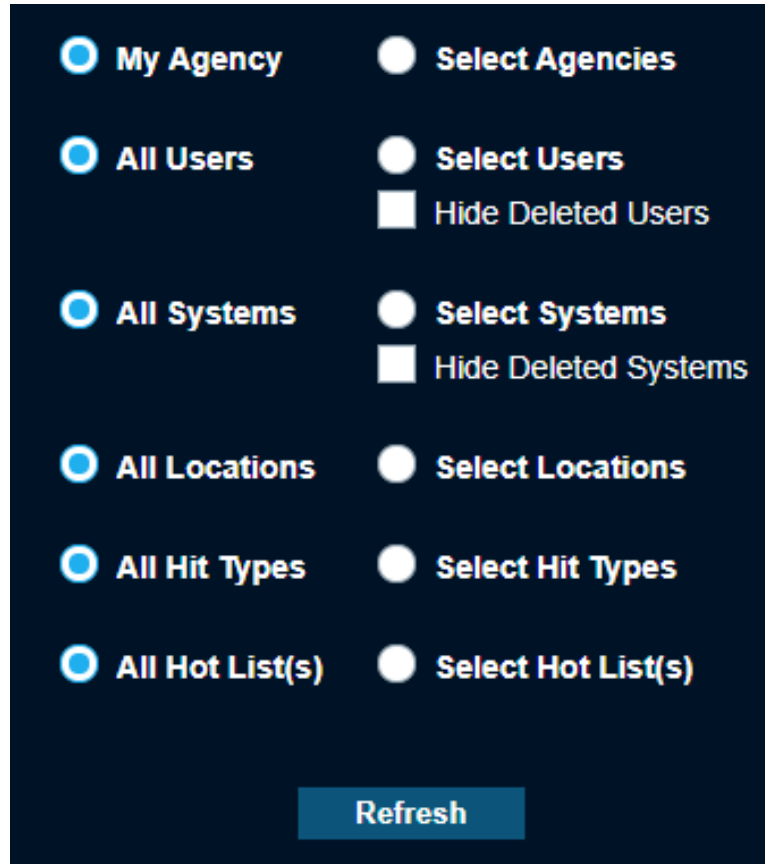 My Agency Select Agencies
All Users Select Users
Hide Deleted Users
All Systems Select Systems
Hide Deleted Systems
All Locations Select Locations
All Hit Types Select Hit Types
All Hot List(s) Select Hot List(s)
Refresh